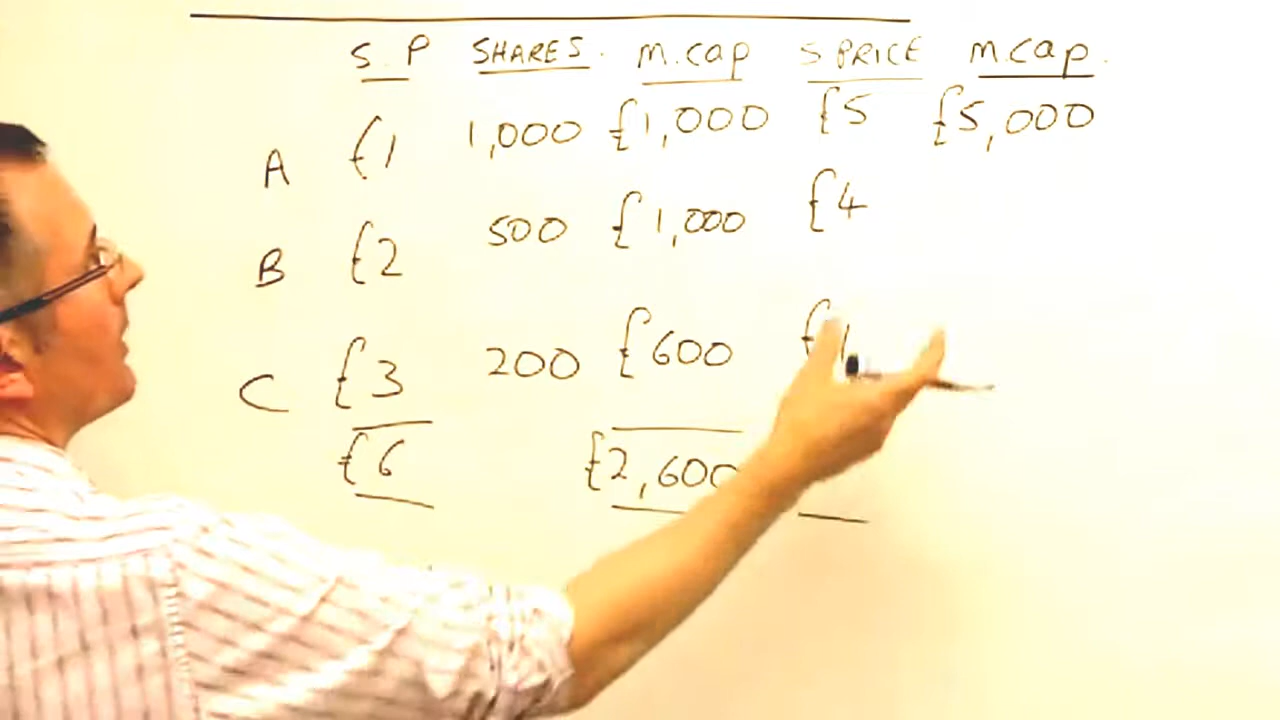 S.P SHARES. M.Cap S PRICE M.Cap.
A £1 1,000 £1,000 £5 £5,000
B £2 500 £1,000 £4
C £3 200 £600
£6 £2,600